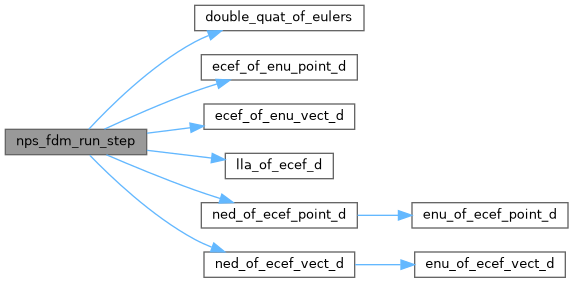 double_quat_of_eulers
ecef_of_enu_point_d
ecef_of_enu_vect_d
nps_fdm_run_step
lla_of_ecef_d
ned_of_ecef_point_d
enu_of_ecef_point_d
ned_of_ecef_vect_d
enu_of_ecef_vect_d